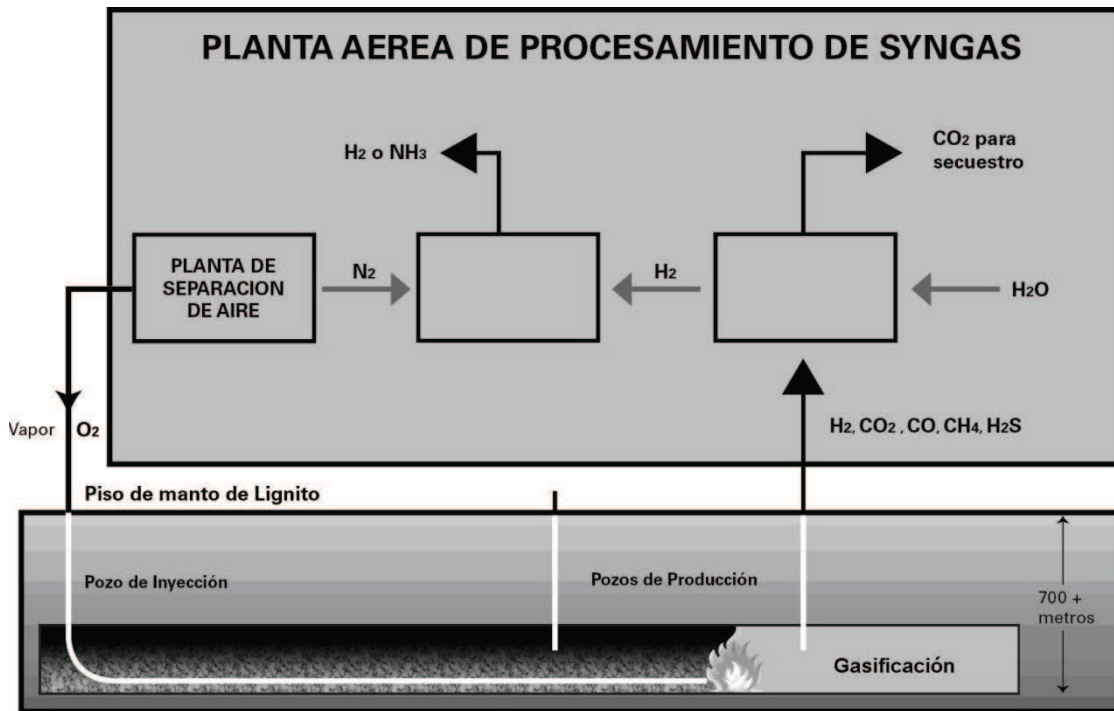 PLANTA AEREA DE PROCESAMIENTO DE SYNGAS
H2 o NH3
CO2 para
secuestro
PLANTA DE
SEPARACION
DE AIRE
N2
H2
H2O
Vapor
O2
H2, CO2 , CO, CH4, H2S
Piso de manto de Lignito
Pozo de Inyección
Pozos de Producción
700 +
metros
Gasificación